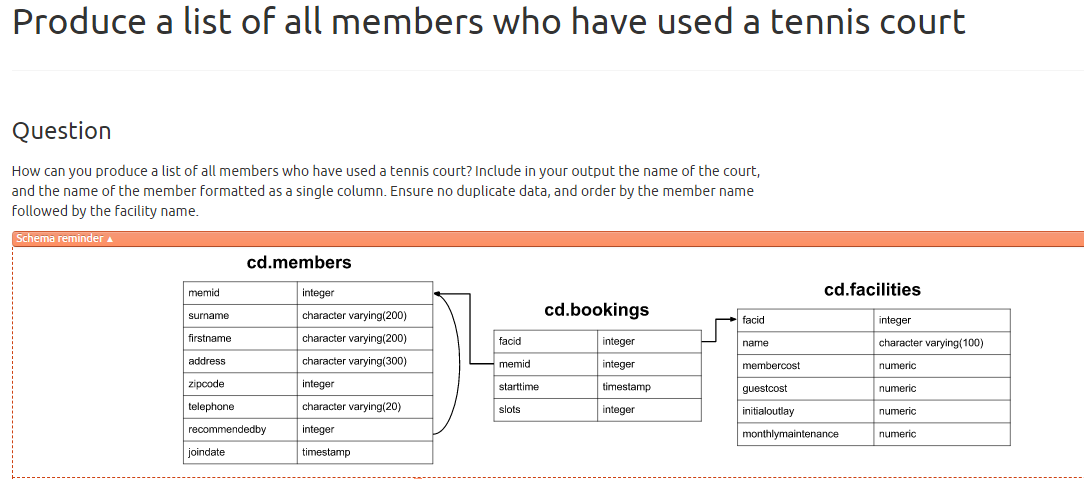 Produce a list of all members who have used a tennis court
Question
How can you produce a list of all members who have used a tennis court? Include in your output the name of the court,
and the name of the member formatted as a single column. Ensure no duplicate data, and order by the member name
followed by the facility name.
Schema reminder ▲
cd.members
memid integer
surname character varying(200)
firstname character varying(200)
address character varying(300)
zipcode integer
telephone character varying(20)
recommendedby integer
joindate timestamp
cd.bookings
facid integer
memid integer
starttime timestamp
slots integer
cd.facilities
facid integer
name character varying(100)
membercost numeric
guestcost numeric
initialoutlay numeric
monthlymaintenance numeric